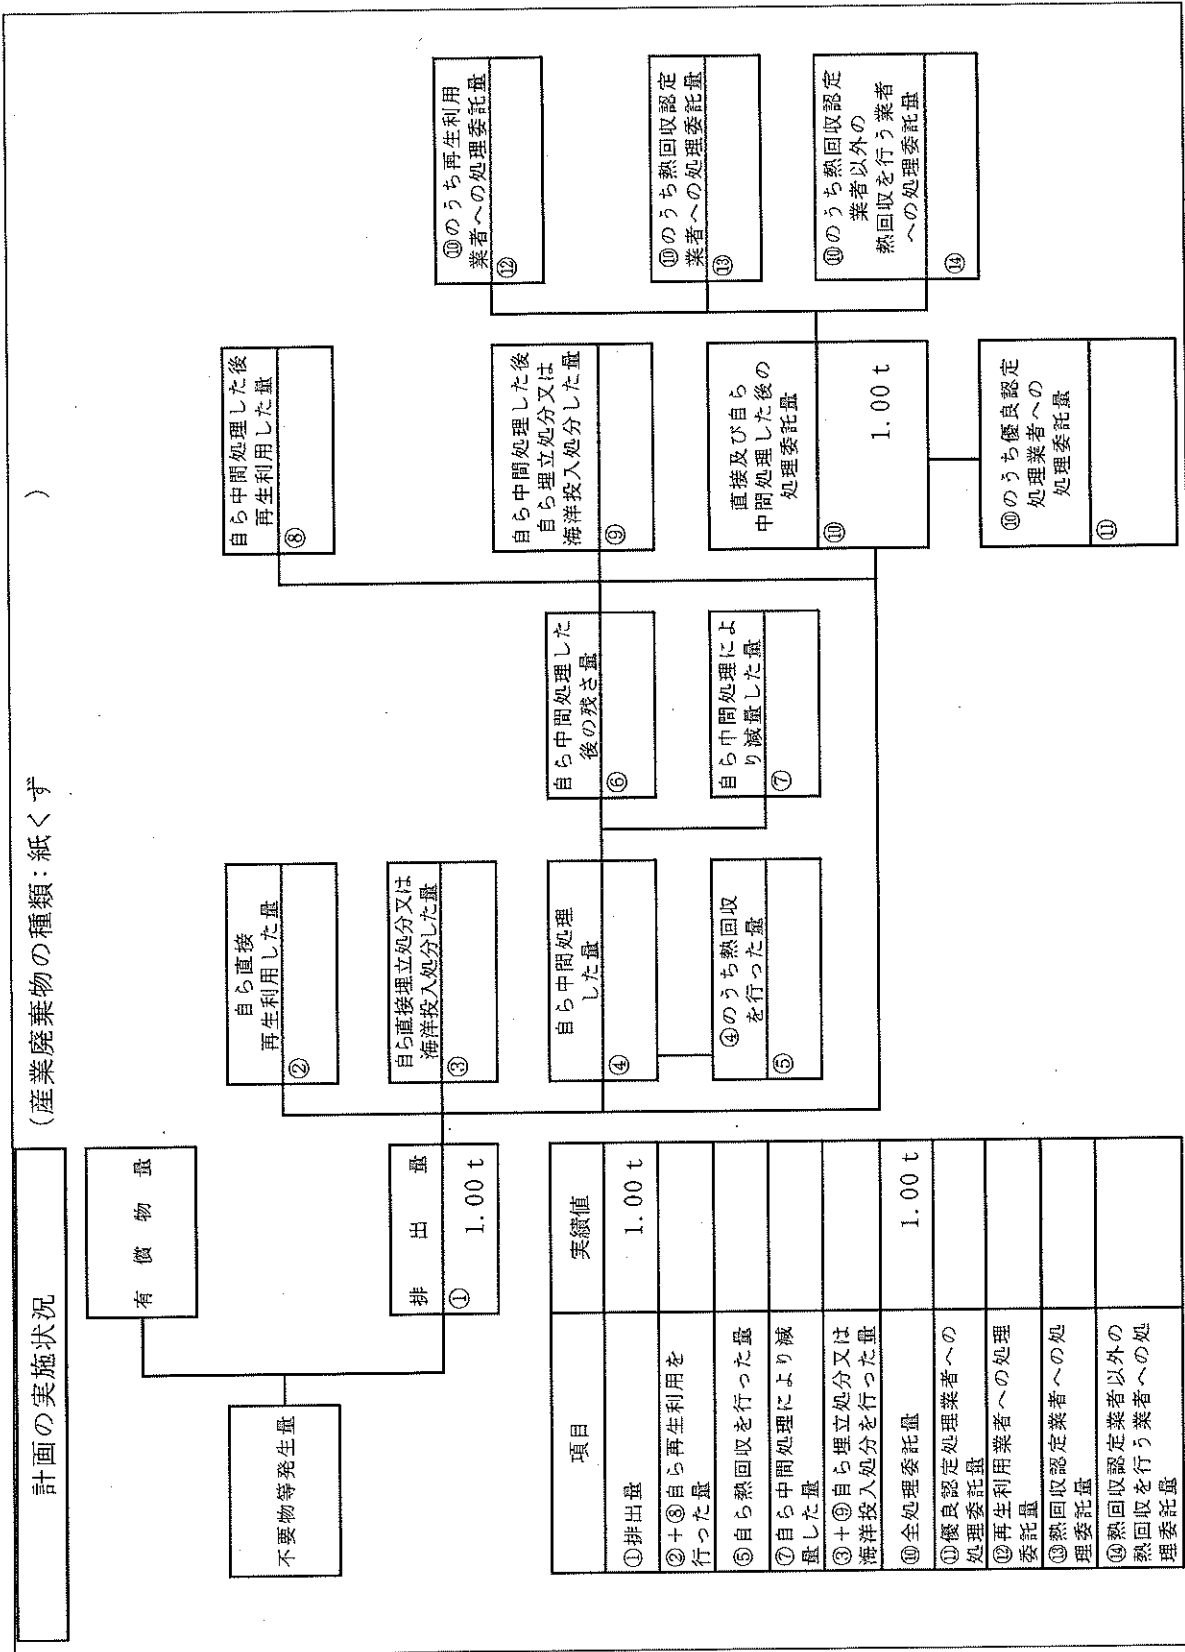 計画の実施状況
(産業廃棄物の種類：紙くず)
有償物量
不要物等発生量
排出量
① 1.00 t
自ら直接
再生利用した量
②
自ら直接埋立処分又は
海洋投入処分した量
③
自ら中間処理
した量
④
④のうち熱回収
を行った量
⑤
自ら中間処理した
後の残さ量
⑥
自ら中間処理によ
り減量した量
⑦
自ら中間処理した後
再生利用した量
⑧
自ら中間処理した後
自ら埋立処分又は
海洋投入処分した量
⑨
直接及び自ら
中間処理した後の
処理委託量
⑩ 1.00 t
⑩のうち優良認定
処理業者への
処理委託量
⑪
⑩のうち再生利用
業者への処理委託量
⑫
⑩のうち熱回収認定
業者への処理委託量
⑬
⑩のうち熱回収認定
業者以外の
熱回収を行う業者
への処理委託量
⑭
項目 実績値
①排出量 1.00 t
②＋⑧自ら再生利用を
行った量
⑤自ら熱回収を行った量
⑦自ら中間処理により減
量した量
③＋⑨自ら埋立処分又は
海洋投入処分を行った量
⑩全処理委託量 1.00 t
⑪優良認定処理業者への
処理委託量
⑫再生利用業者への処理
委託量
⑬熱回収認定業者への処
理委託量
⑭熱回収認定業者以外の
熱回収を行う業者への処
理委託量